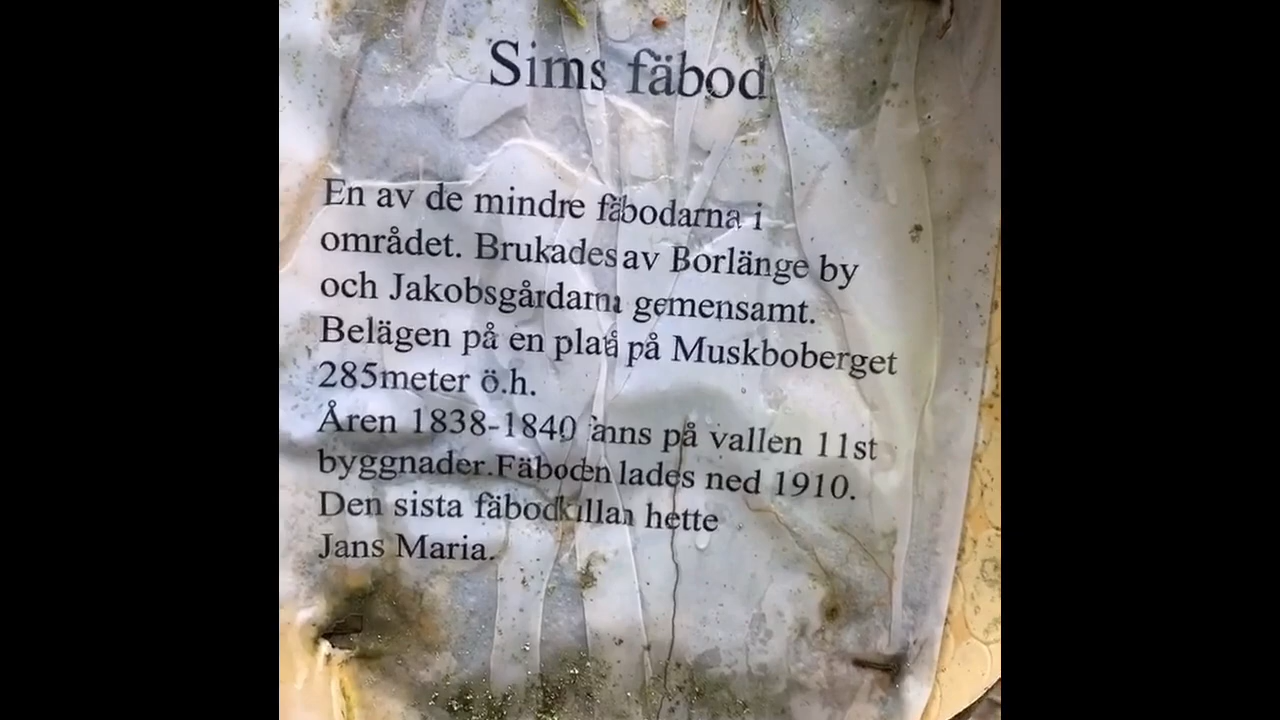 Sims fäbod
En av de mindre fäbodarna i
området. Brukades av Borlänge by
och Jakobsgårdarna gemensamt.
Belägen på en platå på Muskboberget
285meter ö.h.
Åren 1838-1840 fanns på vallen 11st
byggnader.Fäboden lades ned 1910.
Den sista fäbodkullan hette
Jans Maria.